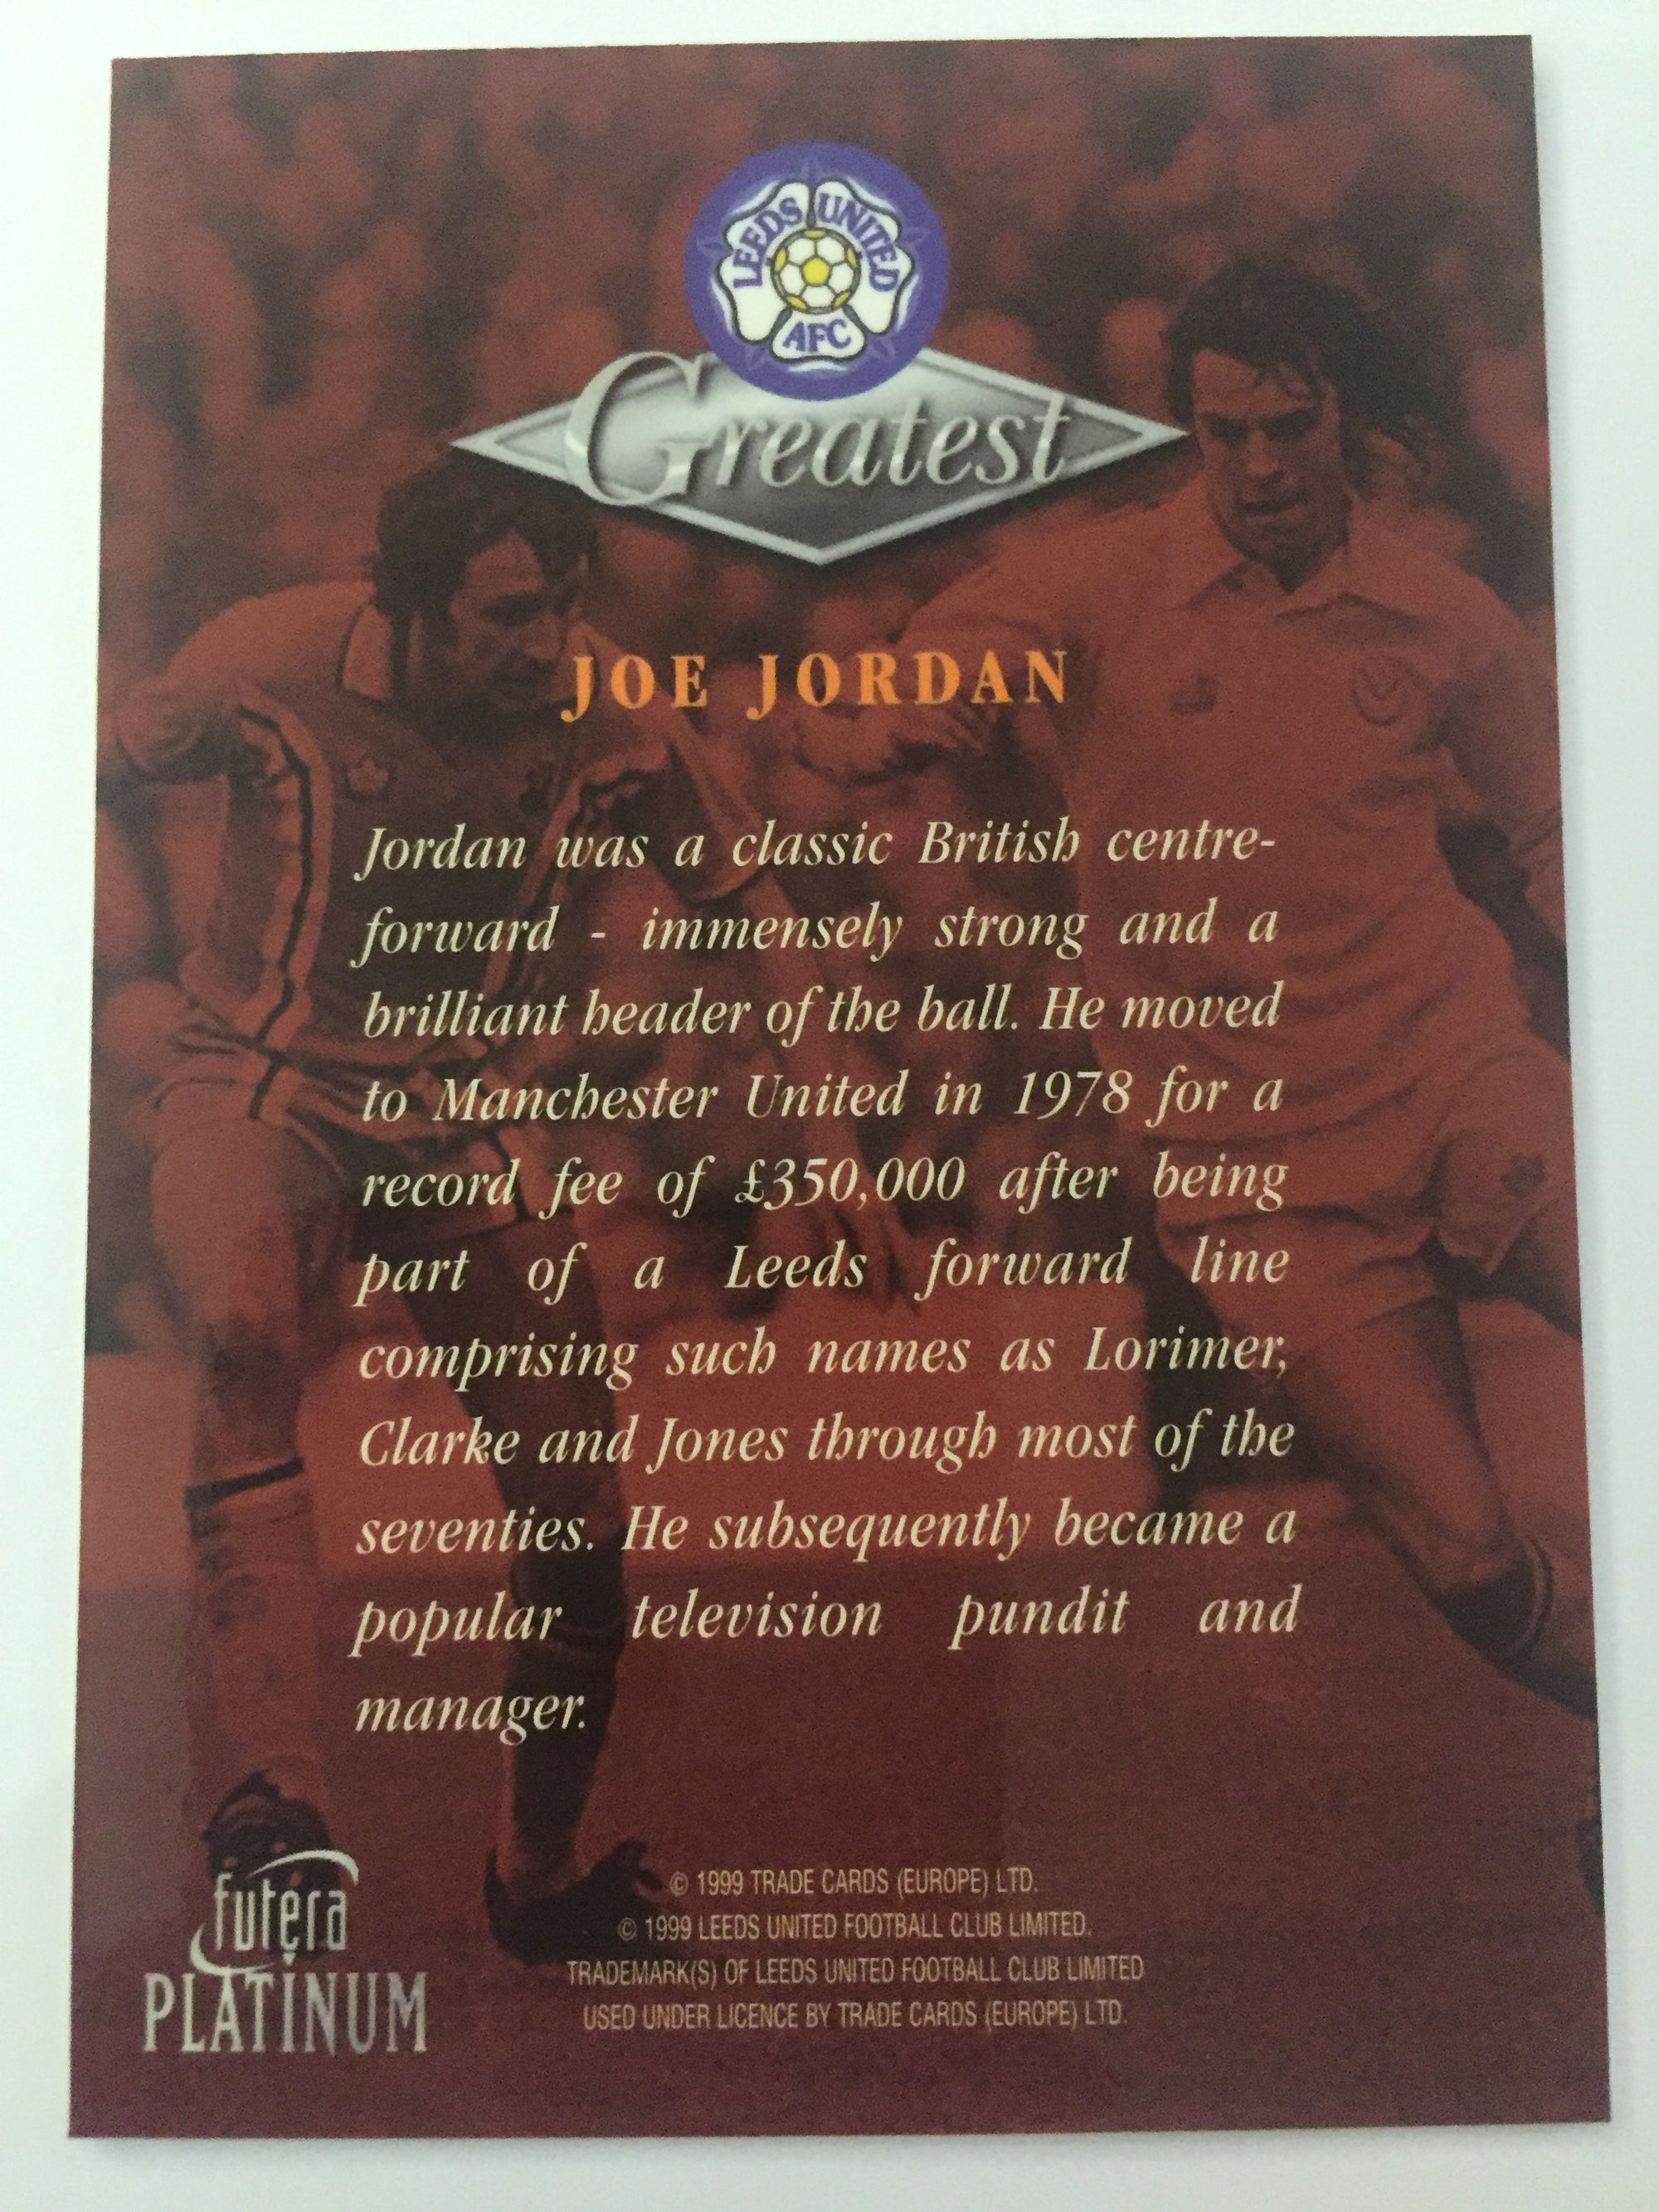 LEEDS UNITED
AFC
Greatest
JOE JORDAN
Jordan was a classic British centre-
forward - immensely strong and a
brilliant header of the ball. He moved
to Manchester United in 1978 for a
record fee of £350,000 after being
part of a Leeds forward line
comprising such names as Lorimer,
Clarke and Jones through most of the
seventies. He subsequently became a
popular television pundit and
manager.
futera
PLATINUM
© 1999 TRADE CARDS (EUROPE) LTD.
© 1999 LEEDS UNITED FOOTBALL CLUB LIMITED.
TRADEMARK(S) OF LEEDS UNITED FOOTBALL CLUB LIMITED
USED UNDER LICENCE BY TRADE CARDS (EUROPE) LTD.